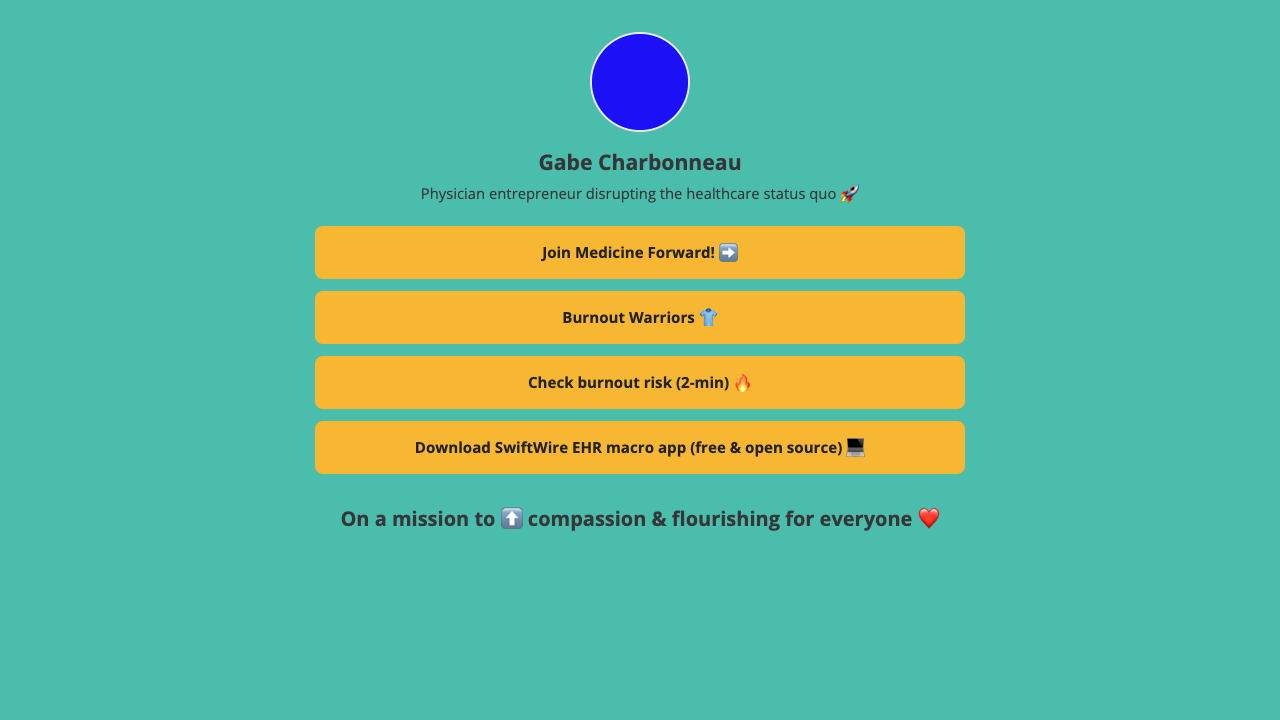 Gabe Charbonneau
Physician entrepreneur disrupting the healthcare status quo 🚀
Join Medicine Forward! ➡️
Burnout Warriors 👕
Check burnout risk (2-min) 🔥
Download SwiftWire EHR macro app (free & open source) 💻
On a mission to ⬆️ compassion & flourishing for everyone ❤️